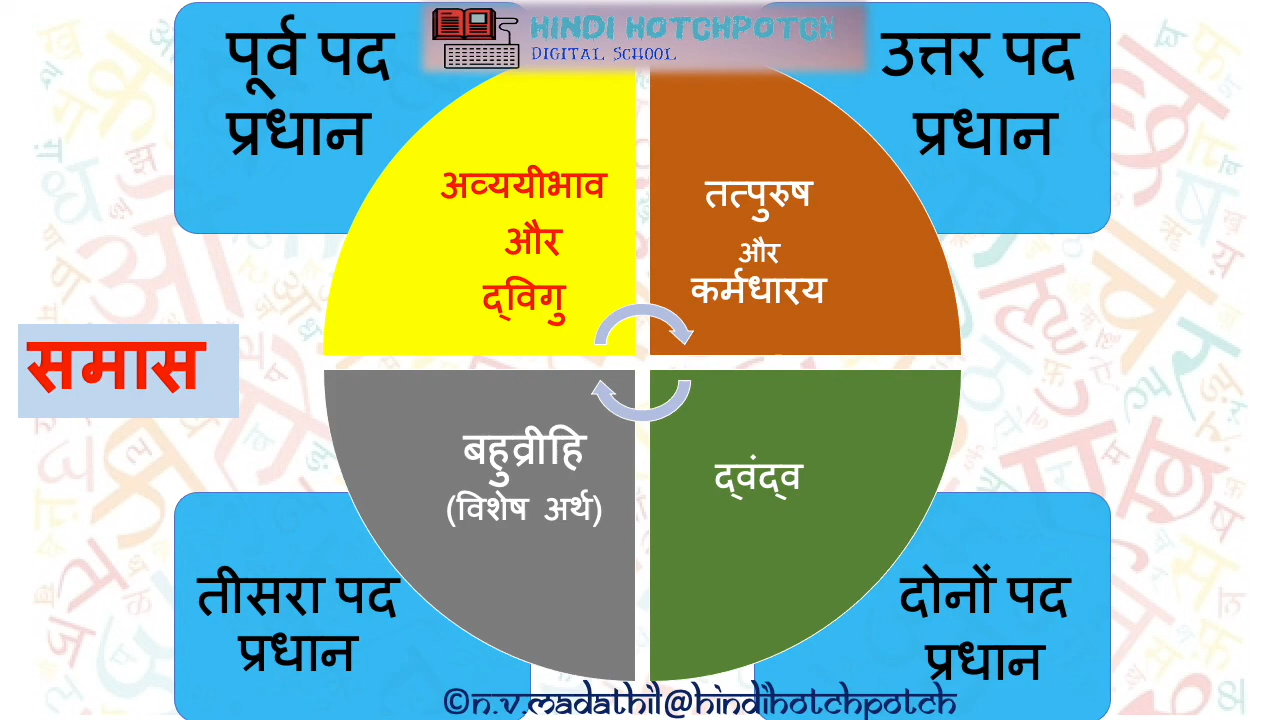 HINDI HOTCHPOTCH
DIGITAL SCHOOL
पूर्व पद
प्रधान
उत्तर पद
प्रधान
अव्ययीभाव
और
द्‌विगु
तत्पुरुष
और
कर्मधारय
समास
बहुव्रीहि
(विशेष अर्थ)
द्‌वंद्‌व
तीसरा पद
प्रधान
दोनों पद
प्रधान
©N.V.MADATHIL@HINDIHOTCHPOTCH